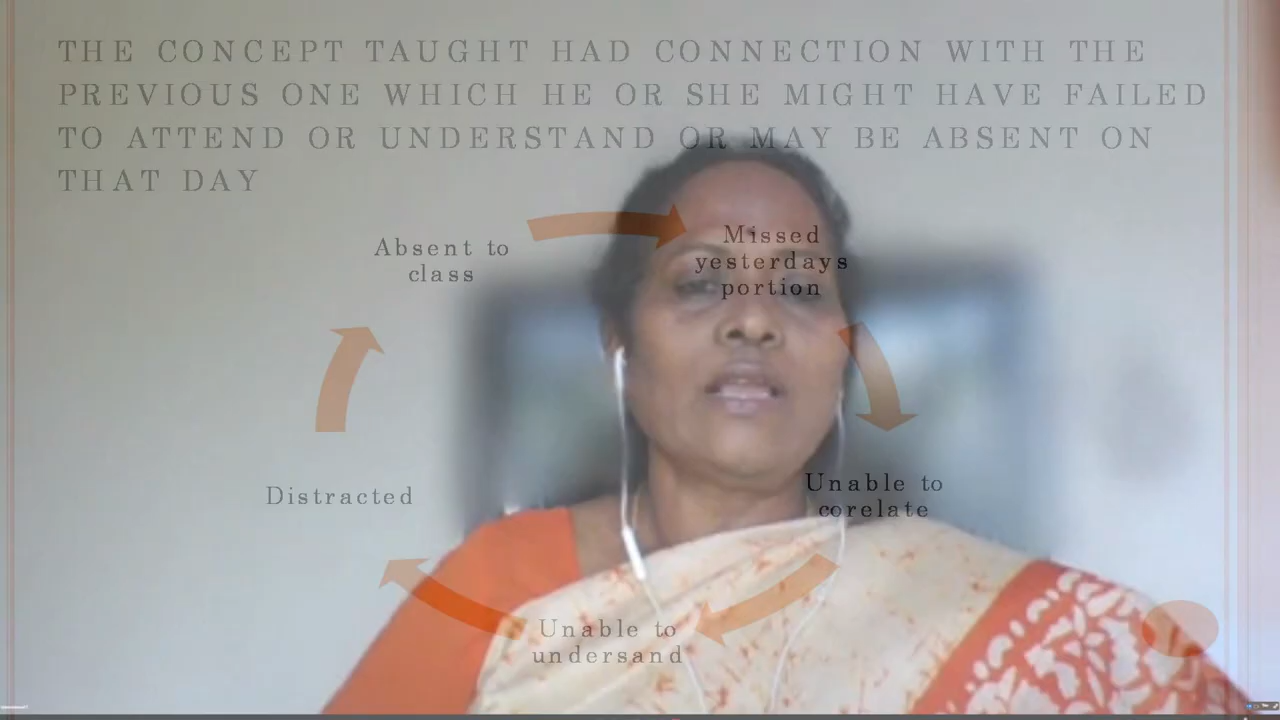 THE CONCEPT TAUGHT HAD CONNECTION WITH THE
PREVIOUS ONE WHICH HE OR SHE MIGHT HAVE FAILED
TO ATTEND OR UNDERSTAND OR MAY BE ABSENT ON
THAT DAY
Absent to
class
Missed
yesterdays
portion
Unable to
corelate
Unable to
undersand
Distracted